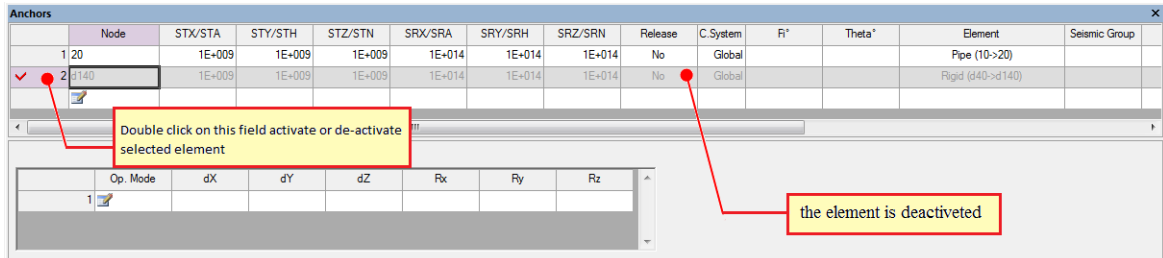 Anchors ×
Node STX/STA STY/STH STZ/STN SRX/SRA SRY/SRH SRZ/SRN Release C.System Fi° Theta° Element Seismic Group
1 20 1E+009 1E+009 1E+009 1E+014 1E+014 1E+014 No Global Pipe (10->20)
2 d140 1E+009 1E+009 1E+009 1E+014 1E+014 1E+014 No Global Rigid (d40->d140)
Double click on this field activate or de-activate
selected element
Op. Mode dX dY dZ Rx Ry Rz
1
the element is deactiveted